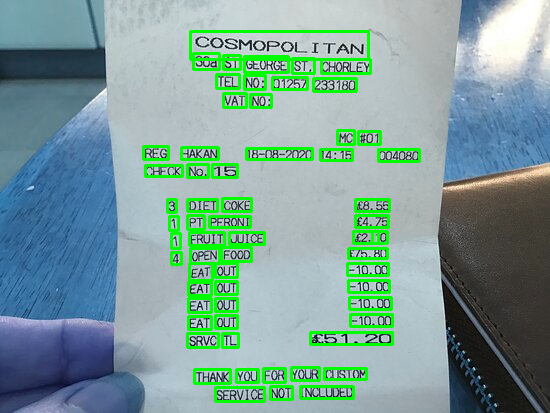 COSMOPOLITAN
38a ST GEORGE ST, CHORLEY
TEL NO: 01257 233180
VAT NO:
MC #01
REG HAKAN 18-08-2020 14:15 004080
CHECK No. 15
3 DIET COKE £8.55
1 PT PERONI £4.75
1 FRUIT JUICE £2.10
4 OPEN FOOD £75.80
EAT OUT -10.00
EAT OUT -10.00
EAT OUT -10.00
EAT OUT -10.00
SRVC TL £51.20
THANK YOU FOR YOUR CUSTOM
SERVICE NOT INCLUDED